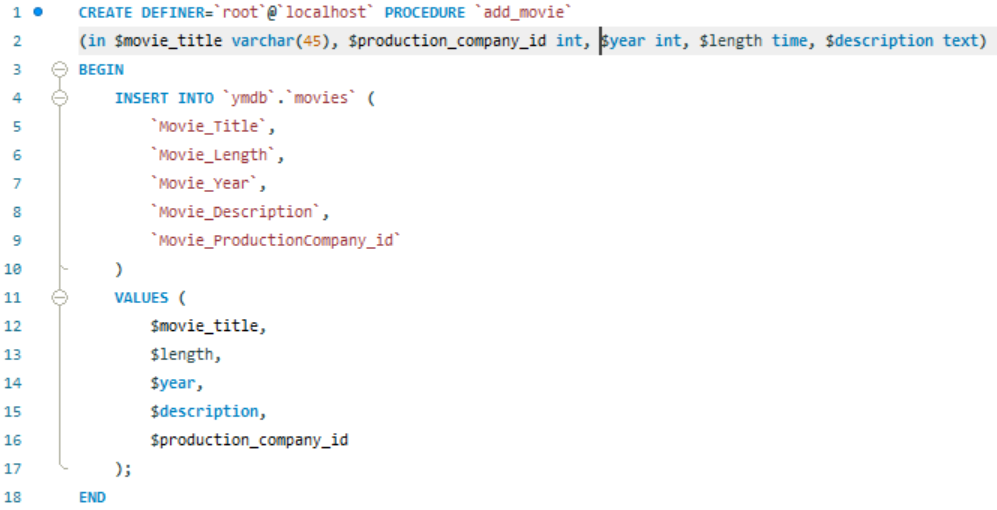 1 CREATE DEFINER=`root`@`localhost` PROCEDURE `add_movie`
2 (in $movie_title varchar(45), $production_company_id int, $year int, $length time, $description text)
3 BEGIN
4 INSERT INTO `ymdb`.`movies` (
5 `Movie_Title`,
6 `Movie_Length`,
7 `Movie_Year`,
8 `Movie_Description`,
9 `Movie_ProductionCompany_id`
10 )
11 VALUES (
12 $movie_title,
13 $length,
14 $year,
15 $description,
16 $production_company_id
17 );
18 END